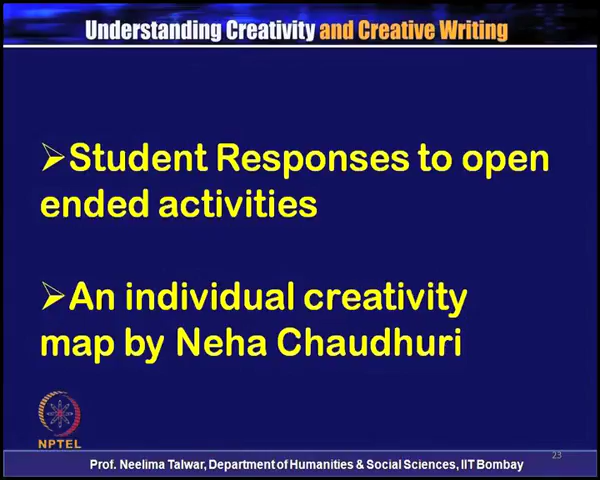 Understanding Creativity and Creative Writing
➢Student Responses to open
ended activities
➢An individual creativity
map by Neha Chaudhuri
NPTEL
23
Prof. Neelima Talwar, Department of Humanities & Social Sciences, IIT Bombay